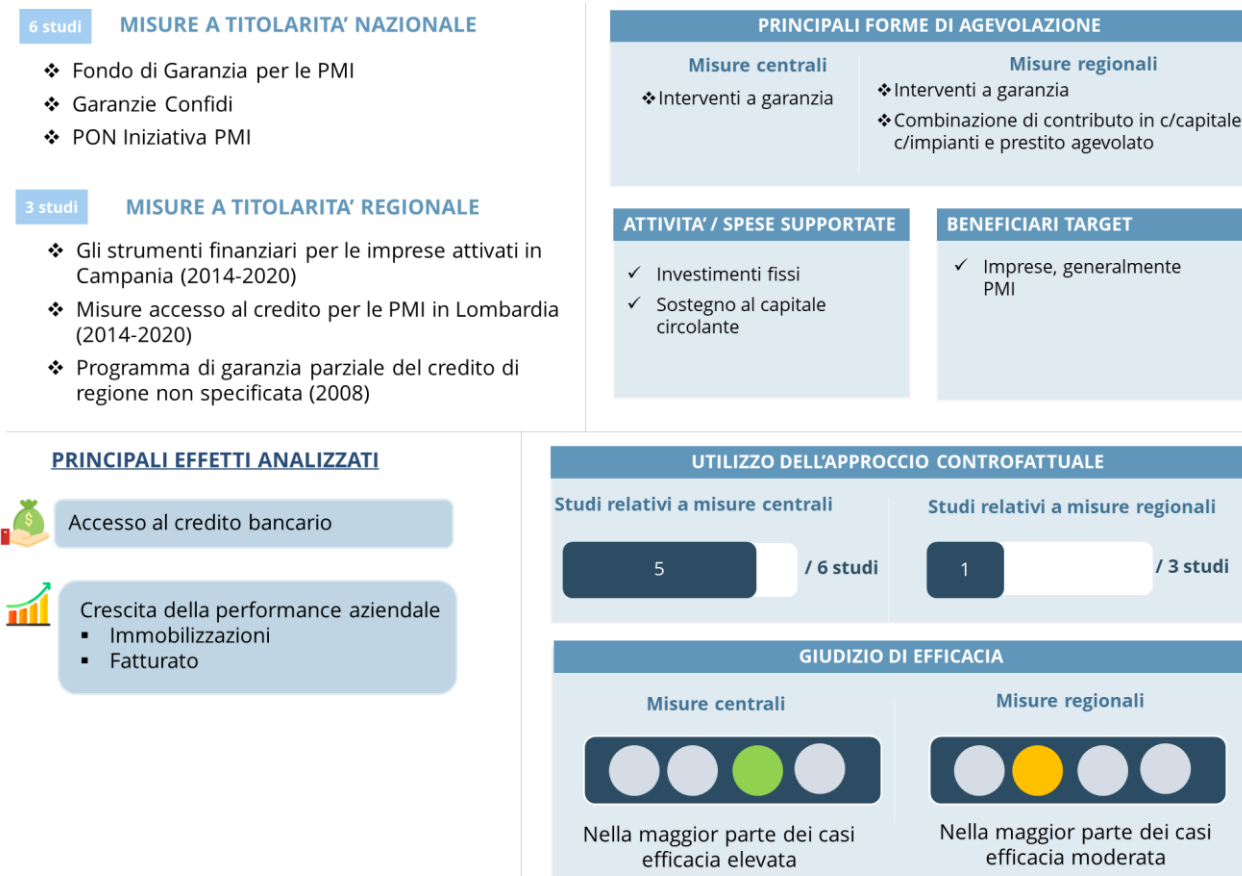 6 studi
MISURE A TITOLARITA’ NAZIONALE
❖ Fondo di Garanzia per le PMI
❖ Garanzie Confidi
❖ PON Iniziativa PMI
3 studi
MISURE A TITOLARITA’ REGIONALE
❖ Gli strumenti finanziari per le imprese attivati in
Campania (2014-2020)
❖ Misure accesso al credito per le PMI in Lombardia
(2014-2020)
❖ Programma di garanzia parziale del credito di
regione non specificata (2008)
PRINCIPALI FORME DI AGEVOLAZIONE
Misure centrali
❖Interventi a garanzia
Misure regionali
❖Interventi a garanzia
❖Combinazione di contributo in c/capitale
c/impianti e prestito agevolato
ATTIVITA’ / SPESE SUPPORTATE
✓ Investimenti fissi
✓ Sostegno al capitale
circolante
BENEFICIARI TARGET
✓ Imprese, generalmente
PMI
PRINCIPALI EFFETTI ANALIZZATI
$
Accesso al credito bancario
Crescita della performance aziendale
▪ Immobilizzazioni
▪ Fatturato
UTILIZZO DELL’APPROCCIO CONTROFATTUALE
Studi relativi a misure centrali
5
/ 6 studi
Studi relativi a misure regionali
1
/ 3 studi
GIUDIZIO DI EFFICACIA
Misure centrali
Nella maggior parte dei casi
efficacia elevata
Misure regionali
Nella maggior parte dei casi
efficacia moderata